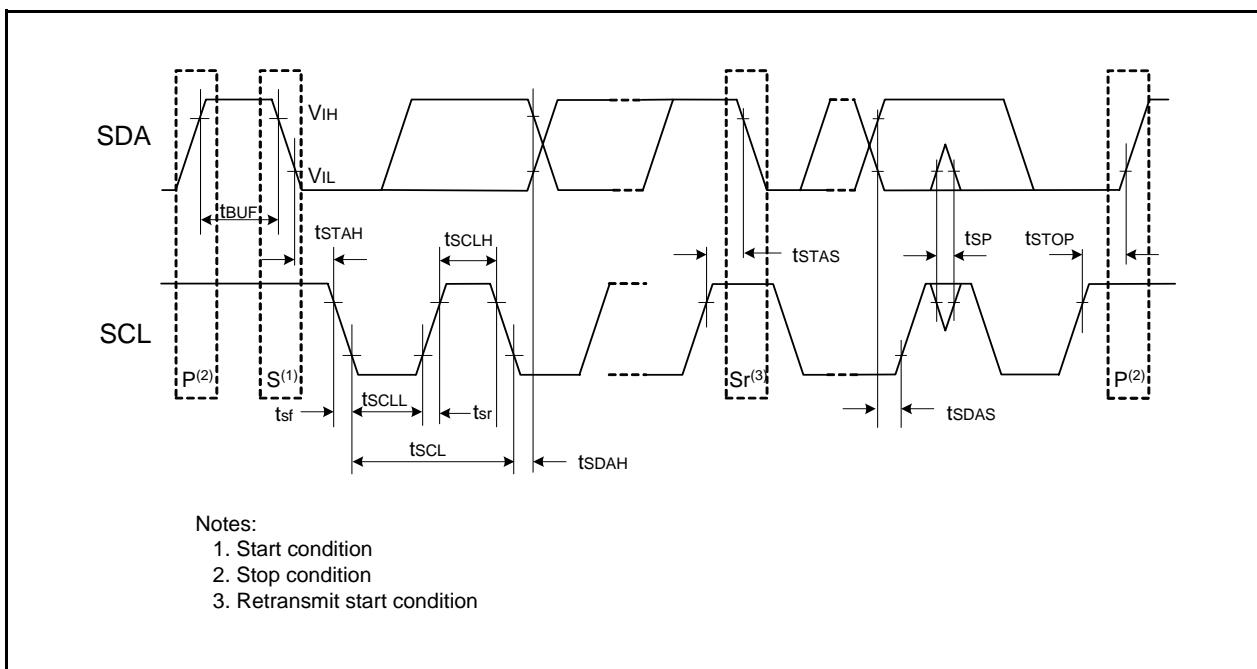 SDA
VIH
VIL
tBUF
tSTAH
tSCLH
tSTAS
tSP
tSTOP
SCL
P(2)
S(1)
Sr(3)
P(2)
tsf
tSCLL
tsr
tSDAS
tSCL
tSDAH
Notes:
1. Start condition
2. Stop condition
3. Retransmit start condition